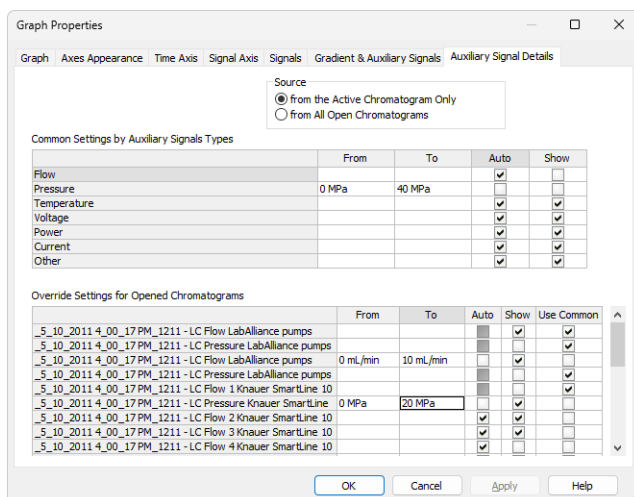 Graph Properties
Graph Axes Appearance Time Axis Signal Axis Signals Gradient & Auxiliary Signals Auxiliary Signal Details
Source
from the Active Chromatogram Only
from All Open Chromatograms
Common Settings by Auxiliary Signals Types
From To Auto Show
Flow
Pressure 0 MPa 40 MPa
Temperature
Voltage
Power
Current
Other
Override Settings for Opened Chromatograms
From To Auto Show Use Common
_5_10_2011 4_00_17 PM_1211 - LC Flow LabAlliance pumps
_5_10_2011 4_00_17 PM_1211 - LC Pressure LabAlliance pumps
_5_10_2011 4_00_17 PM_1211 - LC Flow LabAlliance pumps 0 mL/min 10 mL/min
_5_10_2011 4_00_17 PM_1211 - LC Pressure LabAlliance pumps
_5_10_2011 4_00_17 PM_1211 - LC Flow 1 Knauer SmartLine 10
_5_10_2011 4_00_17 PM_1211 - LC Pressure Knauer SmartLine 0 MPa 20 MPa
_5_10_2011 4_00_17 PM_1211 - LC Flow 2 Knauer SmartLine 10
_5_10_2011 4_00_17 PM_1211 - LC Flow 3 Knauer SmartLine 10
_5_10_2011 4_00_17 PM_1211 - LC Flow 4 Knauer SmartLine 10
OK Cancel Apply Help